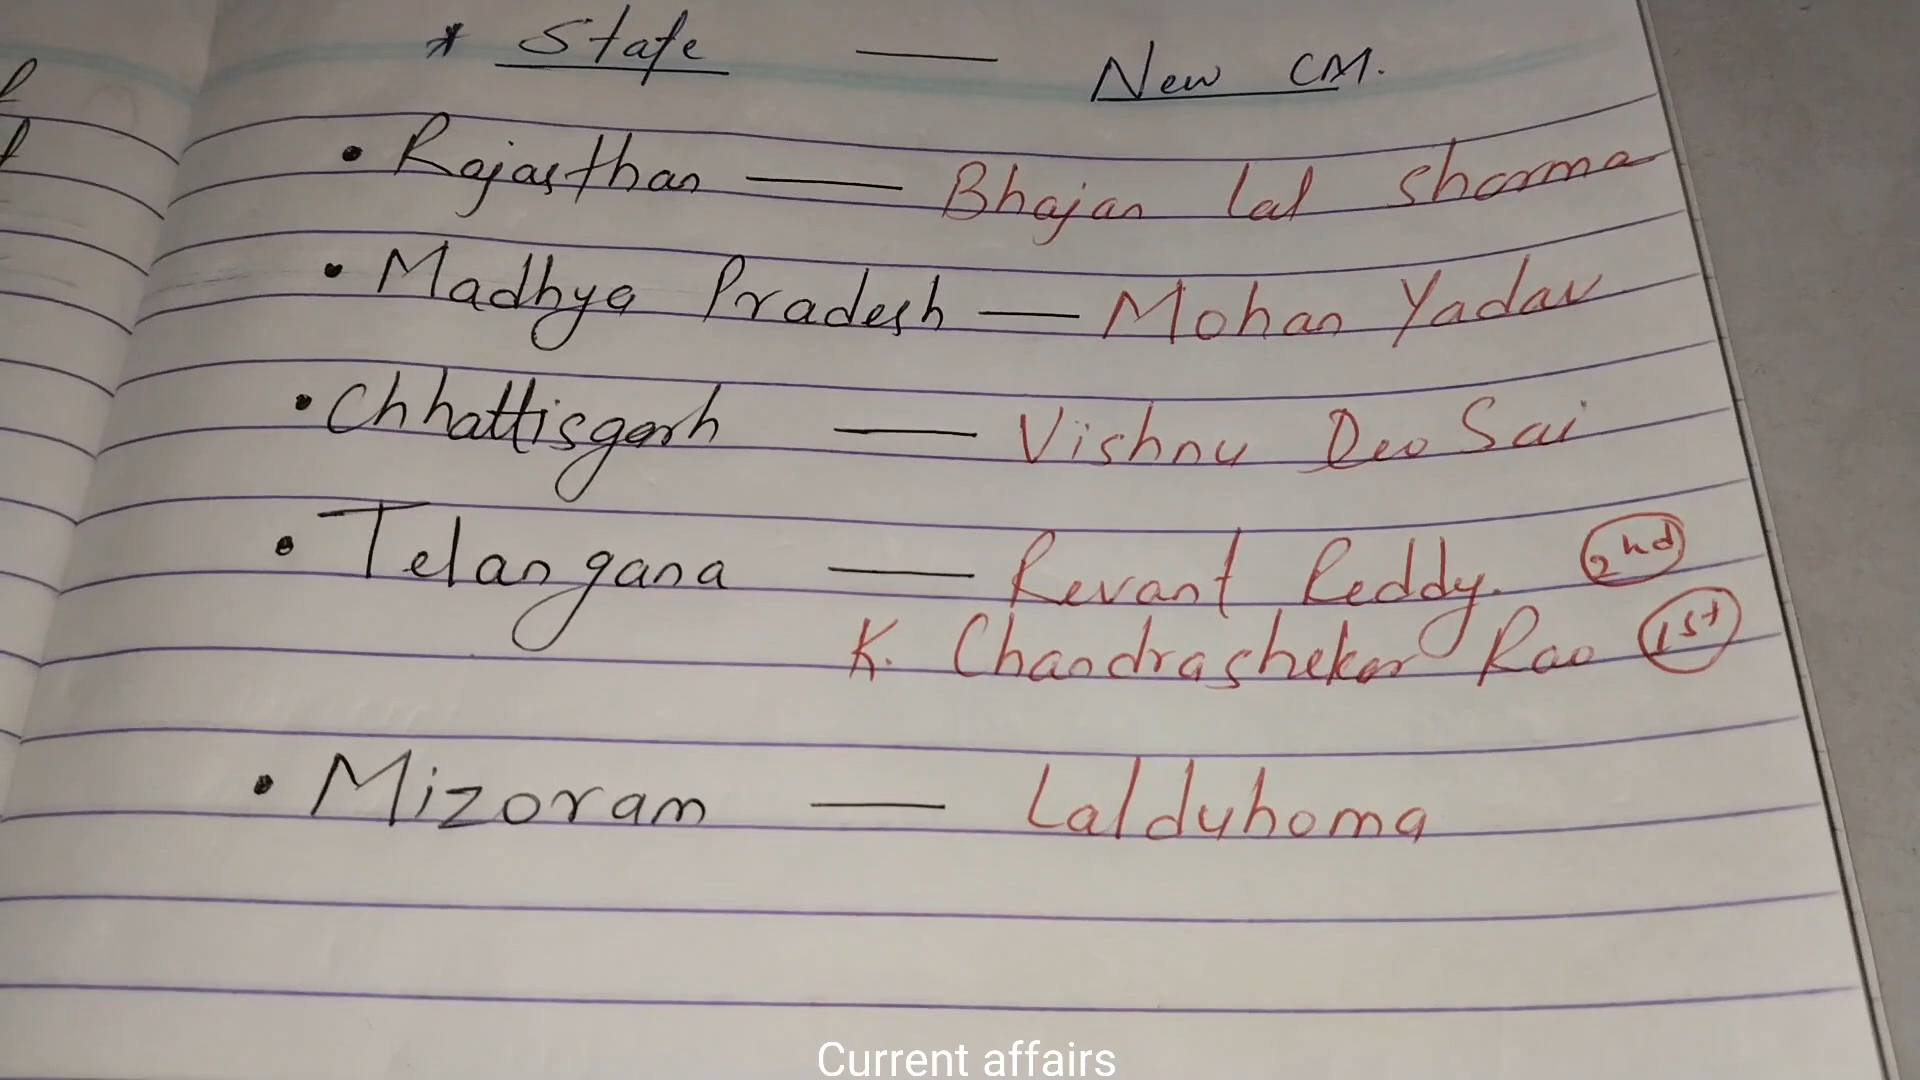 * State — New CM.
• Rajasthan — Bhajan lal Sharma
• Madhya Pradesh — Mohan Yadav
• Chhattisgarh — Vishnu Deo Sai
• Telangana — Revant Reddy. 2nd
K. Chandrashekar Rao 1st
• Mizoram — Lalduhoma
Current affairs